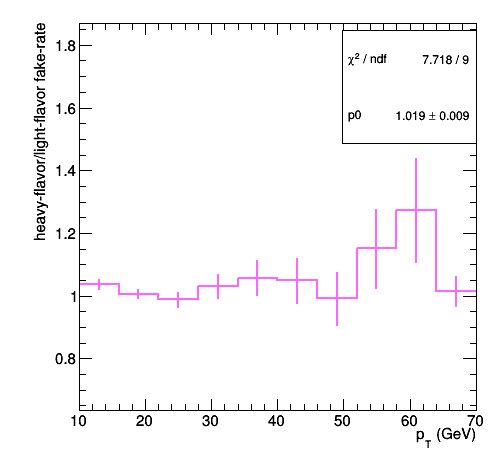 heavy-flavor/light-flavor fake-rate
χ² / ndf 7.718 / 9
p0 1.019 ± 0.009
1.8
1.6
1.4
1.2
1
0.8
10 20 30 40 50 60 70
p_T (GeV)